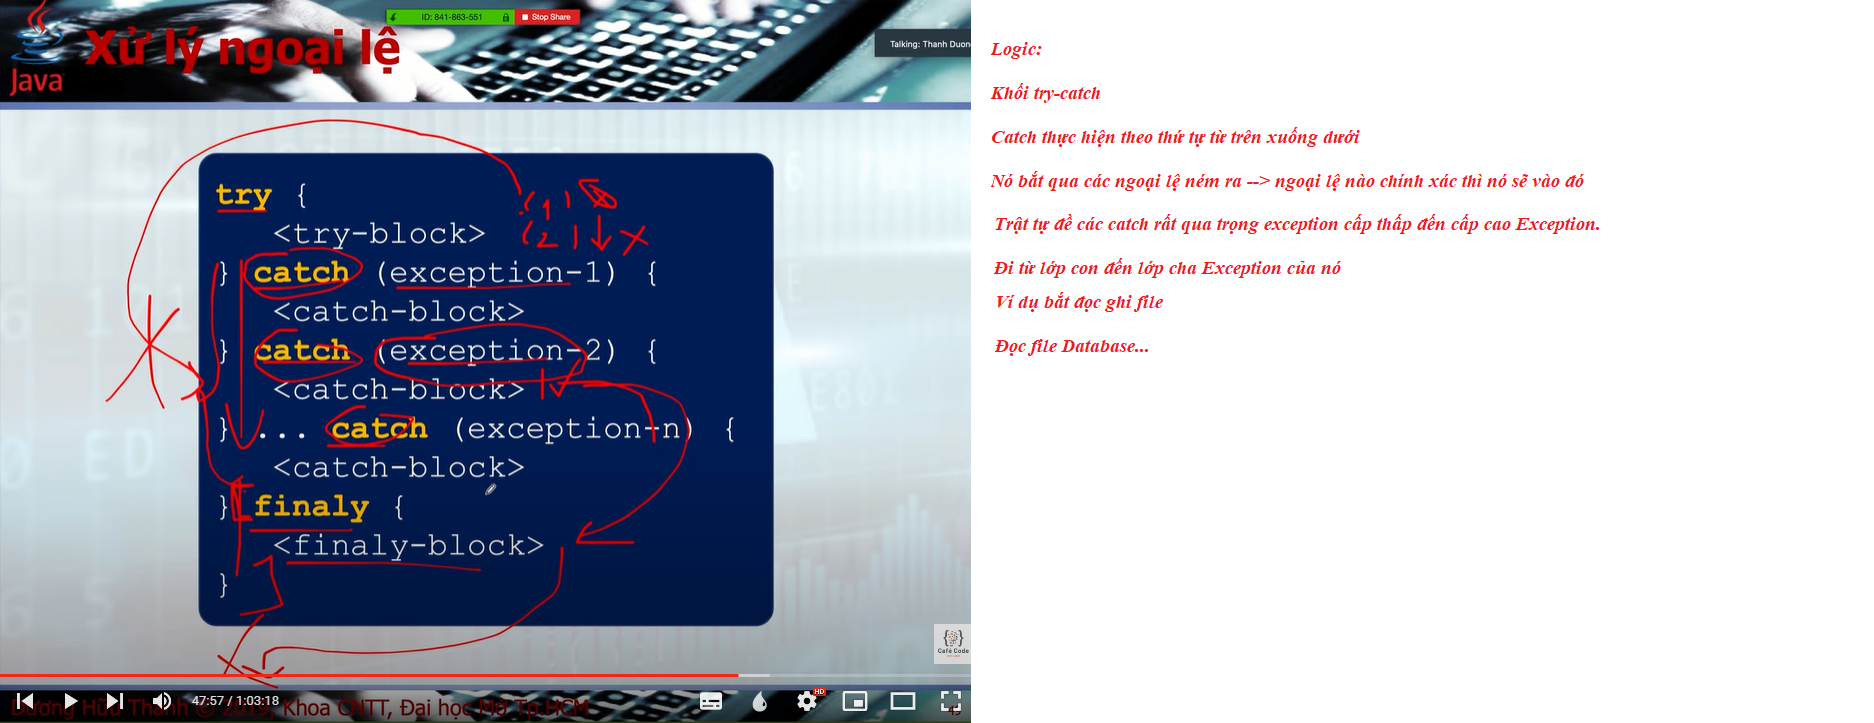 ID: 841-863-551
Stop Share
Java
Xử lý ngoại lệ
Talking: Thanh Duon
try {
<try-block>
} catch (exception-1) {
<catch-block>
} catch (exception-2) {
<catch-block>
} ... catch (exception-n) {
<catch-block>
} finaly {
<finaly-block>
}
(1)
(2)
{ }
Café Code
47:57 / 1:03:18
HD
Dương Hữu Thành © 2019, Khoa CNTT, Đại học Mở Tp.HCM
Logic:
Khối try-catch
Catch thực hiện theo thứ tự từ trên xuống dưới
Nó bắt qua các ngoại lệ ném ra --> ngoại lệ nào chính xác thì nó sẽ vào đó
Trật tự đề các catch rất qua trọng exception cấp thấp đến cấp cao Exception.
Đi từ lớp con đến lớp cha Exception của nó
Ví dụ bắt đọc ghi file
Đọc file Database...